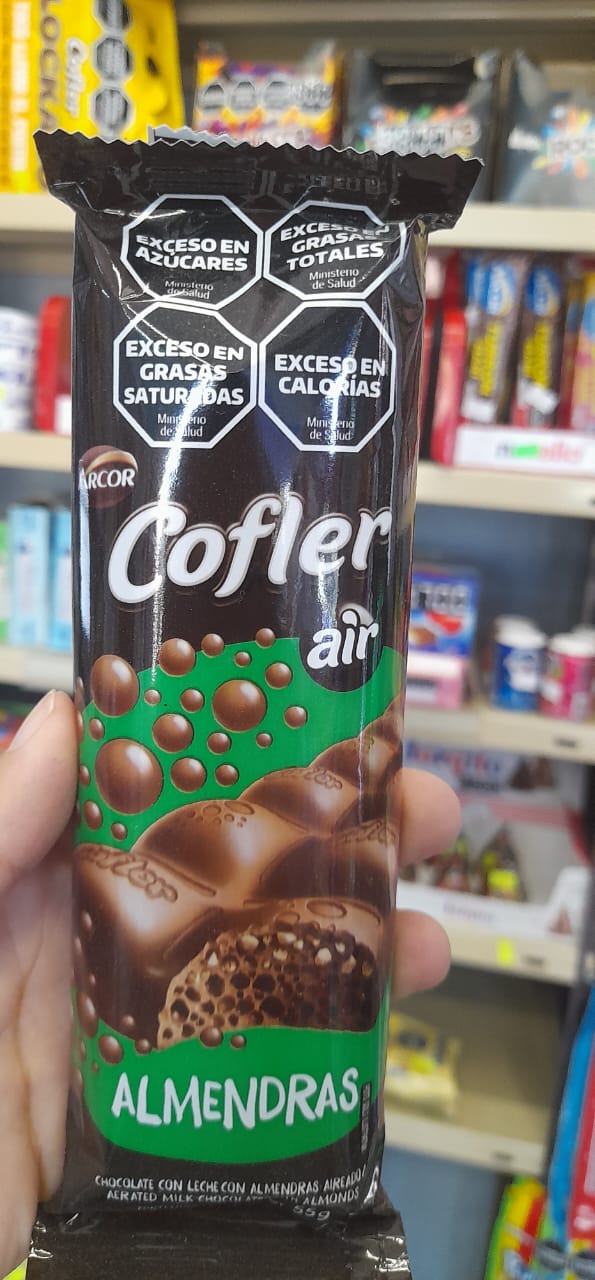 EXCESO EN
AZÚCARES
Ministerio
de Salud
EXCESO EN
GRASAS
TOTALES
Ministerio
de Salud
EXCESO EN
GRASAS
SATURADAS
Ministerio
de Salud
EXCESO EN
CALORÍAS
Ministerio
de Salud
ARCOR
Cofler
air
Cofler
ALMENDRAS
CHOCOLATE CON LECHE CON ALMENDRAS AIREADO /
AERATED MILK CHOCOLATE ALMONDS
55g